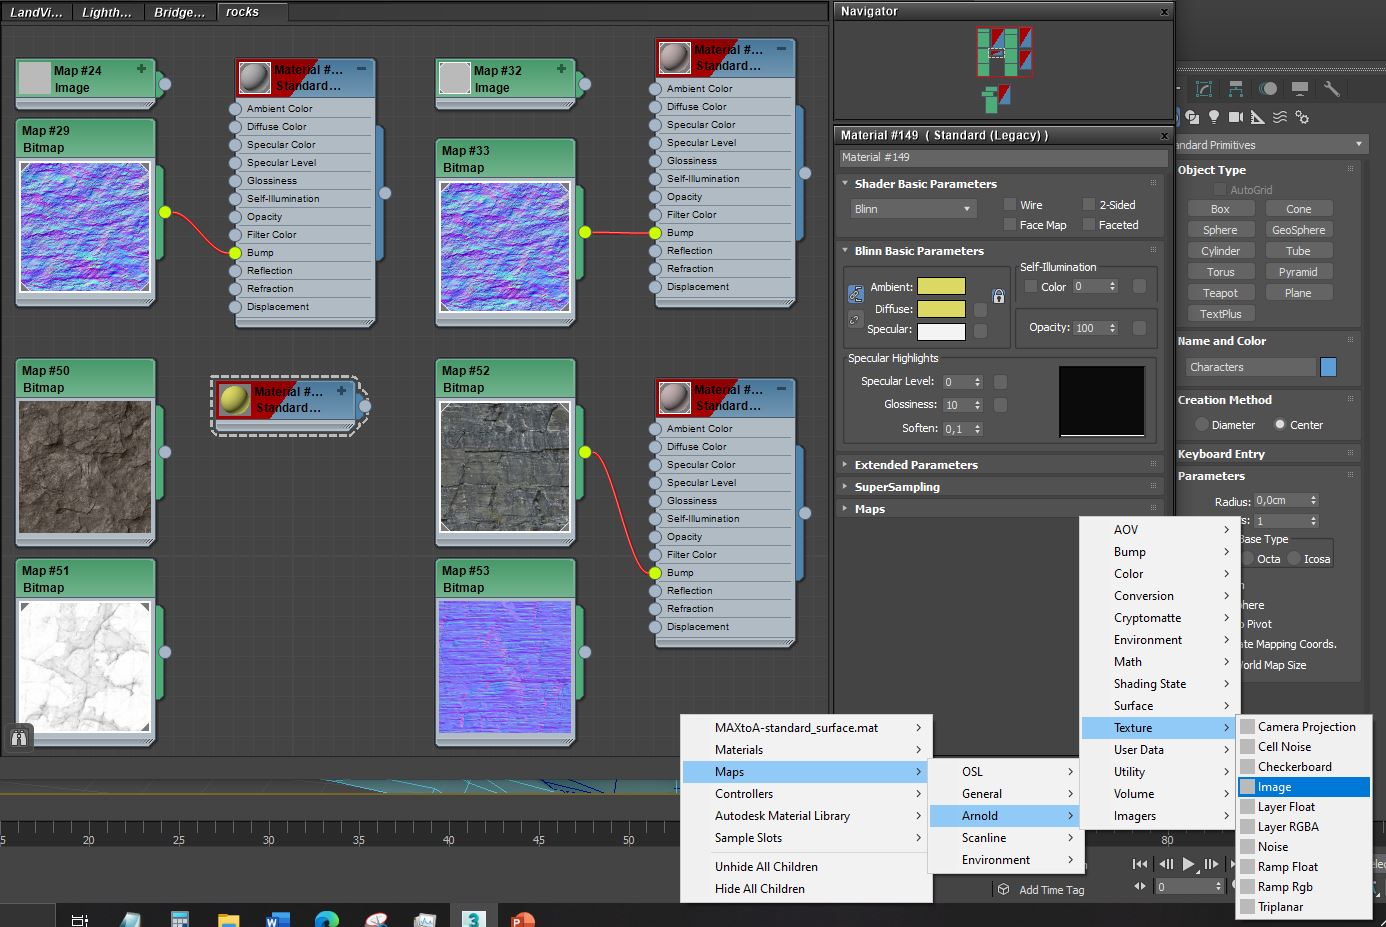 LandVi...
Lighth...
Bridge...
rocks
Map #24
Image
Material #...
Standard...
Ambient Color
Diffuse Color
Specular Color
Specular Level
Glossiness
Self-Illumination
Opacity
Filter Color
Bump
Reflection
Refraction
Displacement
Map #29
Bitmap
Map #32
Image
Material #...
Standard...
Ambient Color
Diffuse Color
Specular Color
Specular Level
Glossiness
Self-Illumination
Opacity
Filter Color
Bump
Reflection
Refraction
Displacement
Map #33
Bitmap
Map #50
Bitmap
Material #...
Standard...
Map #51
Bitmap
Map #52
Bitmap
Material #...
Standard...
Ambient Color
Diffuse Color
Specular Color
Specular Level
Glossiness
Self-Illumination
Opacity
Filter Color
Bump
Reflection
Refraction
Displacement
Map #53
Bitmap
Navigator x
Material #149 ( Standard (Legacy) ) x
Material #149
Shader Basic Parameters
Blinn
Wire
2-Sided
Face Map
Faceted
Blinn Basic Parameters
Ambient:
Diffuse:
Specular:
Self-Illumination
Color 0
Opacity: 100
Specular Highlights
Specular Level: 0
Glossiness: 10
Soften: 0,1
Extended Parameters
SuperSampling
Maps
ndard Primitives
Object Type
AutoGrid
Box Cone
Sphere GeoSphere
Cylinder Tube
Torus Pyramid
Teapot Plane
TextPlus
Name and Color
Characters
Creation Method
Diameter Center
Keyboard Entry
Parameters
Radius: 0,0cm
s: 1
Base Type
Octa Icosa
phere
o Pivot
ate Mapping Coords.
World Map Size
MAXtoA-standard_surface.mat
Materials
Maps
Controllers
Autodesk Material Library
Sample Slots
Unhide All Children
Hide All Children
OSL
General
Arnold
Scanline
Environment
AOV
Bump
Color
Conversion
Cryptomatte
Environment
Math
Shading State
Surface
Texture
User Data
Utility
Volume
Imagers
Camera Projection
Cell Noise
Checkerboard
Image
Layer Float
Layer RGBA
Noise
Ramp Float
Ramp Rgb
Triplanar
20 25 30 35 40 45 50 80
Add Time Tag
0
3